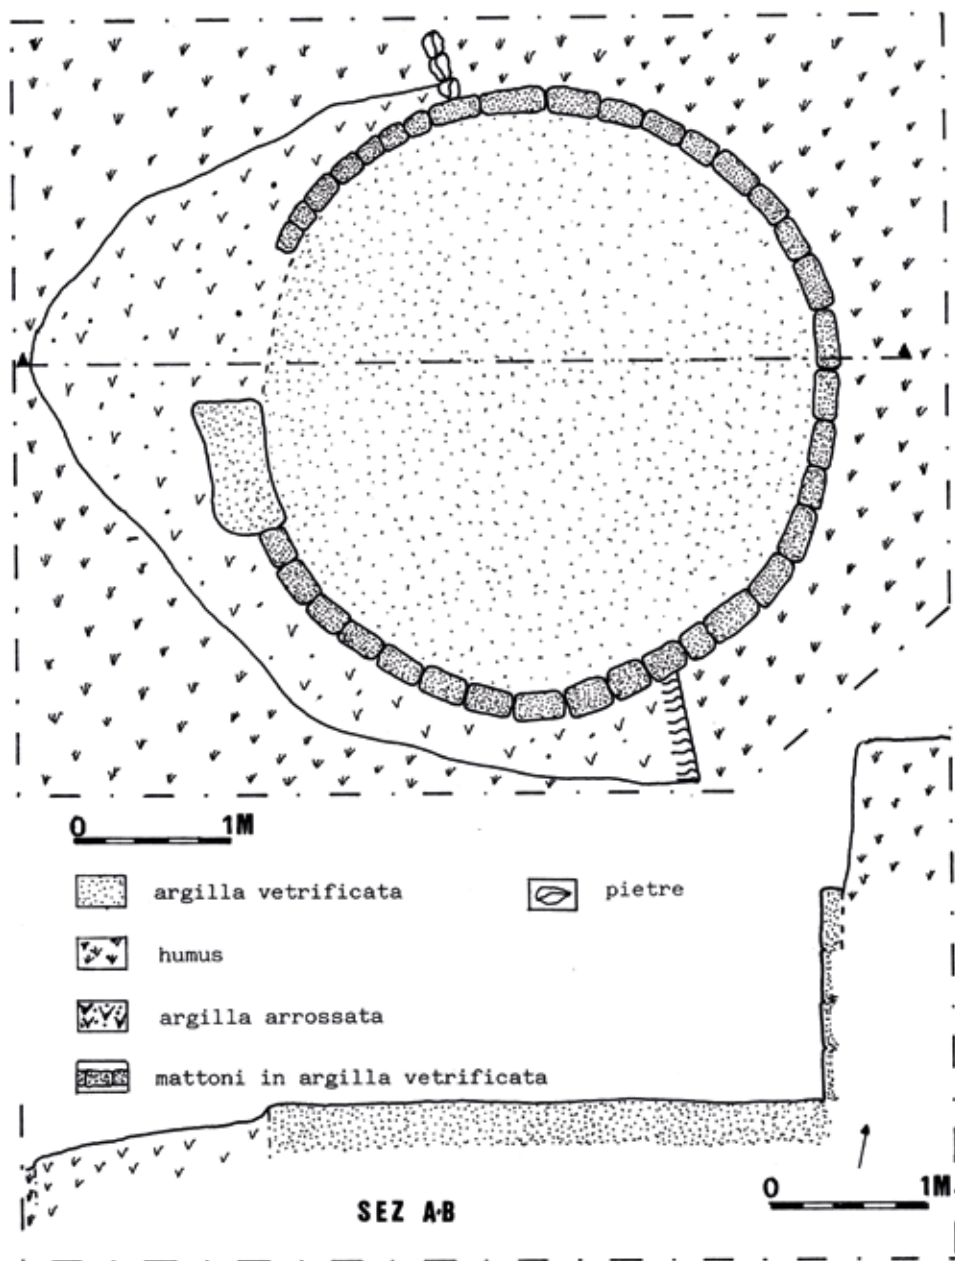 0 1M
argilla vetrificata
pietre
humus
argilla arrossata
mattoni in argilla vetrificata
0 1M
SEZ A·B